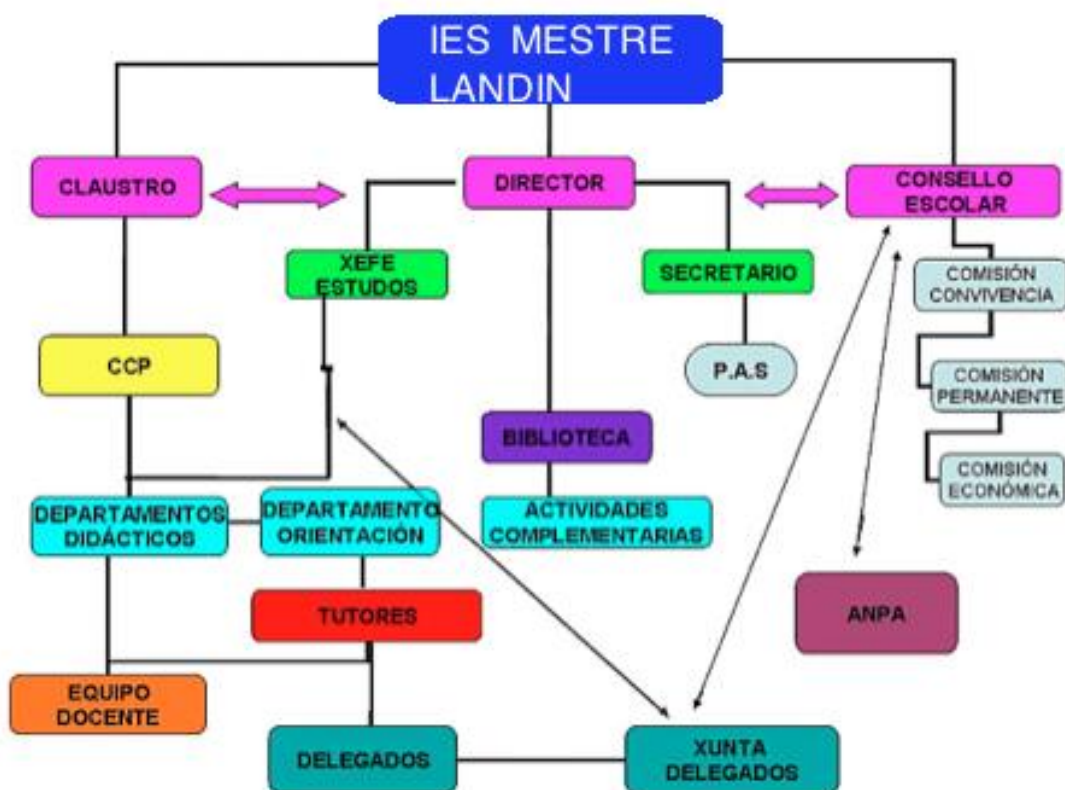 IES MESTRE
LANDIN
CLAUSTRO
DIRECTOR
CONSELLO
ESCOLAR
XEFE
ESTUDOS
SECRETARIO
COMISIÓN
CONVIVENCIA
CCP
P.A.S
COMISIÓN
PERMANENTE
BIBLIOTECA
COMISIÓN
ECONÓMICA
DEPARTAMENTOS
DIDÁCTICOS
DEPARTAMENTO
ORIENTACIÓN
ACTIVIDADES
COMPLEMENTARIAS
TUTORES
ANPA
EQUIPO
DOCENTE
DELEGADOS
XUNTA
DELEGADOS